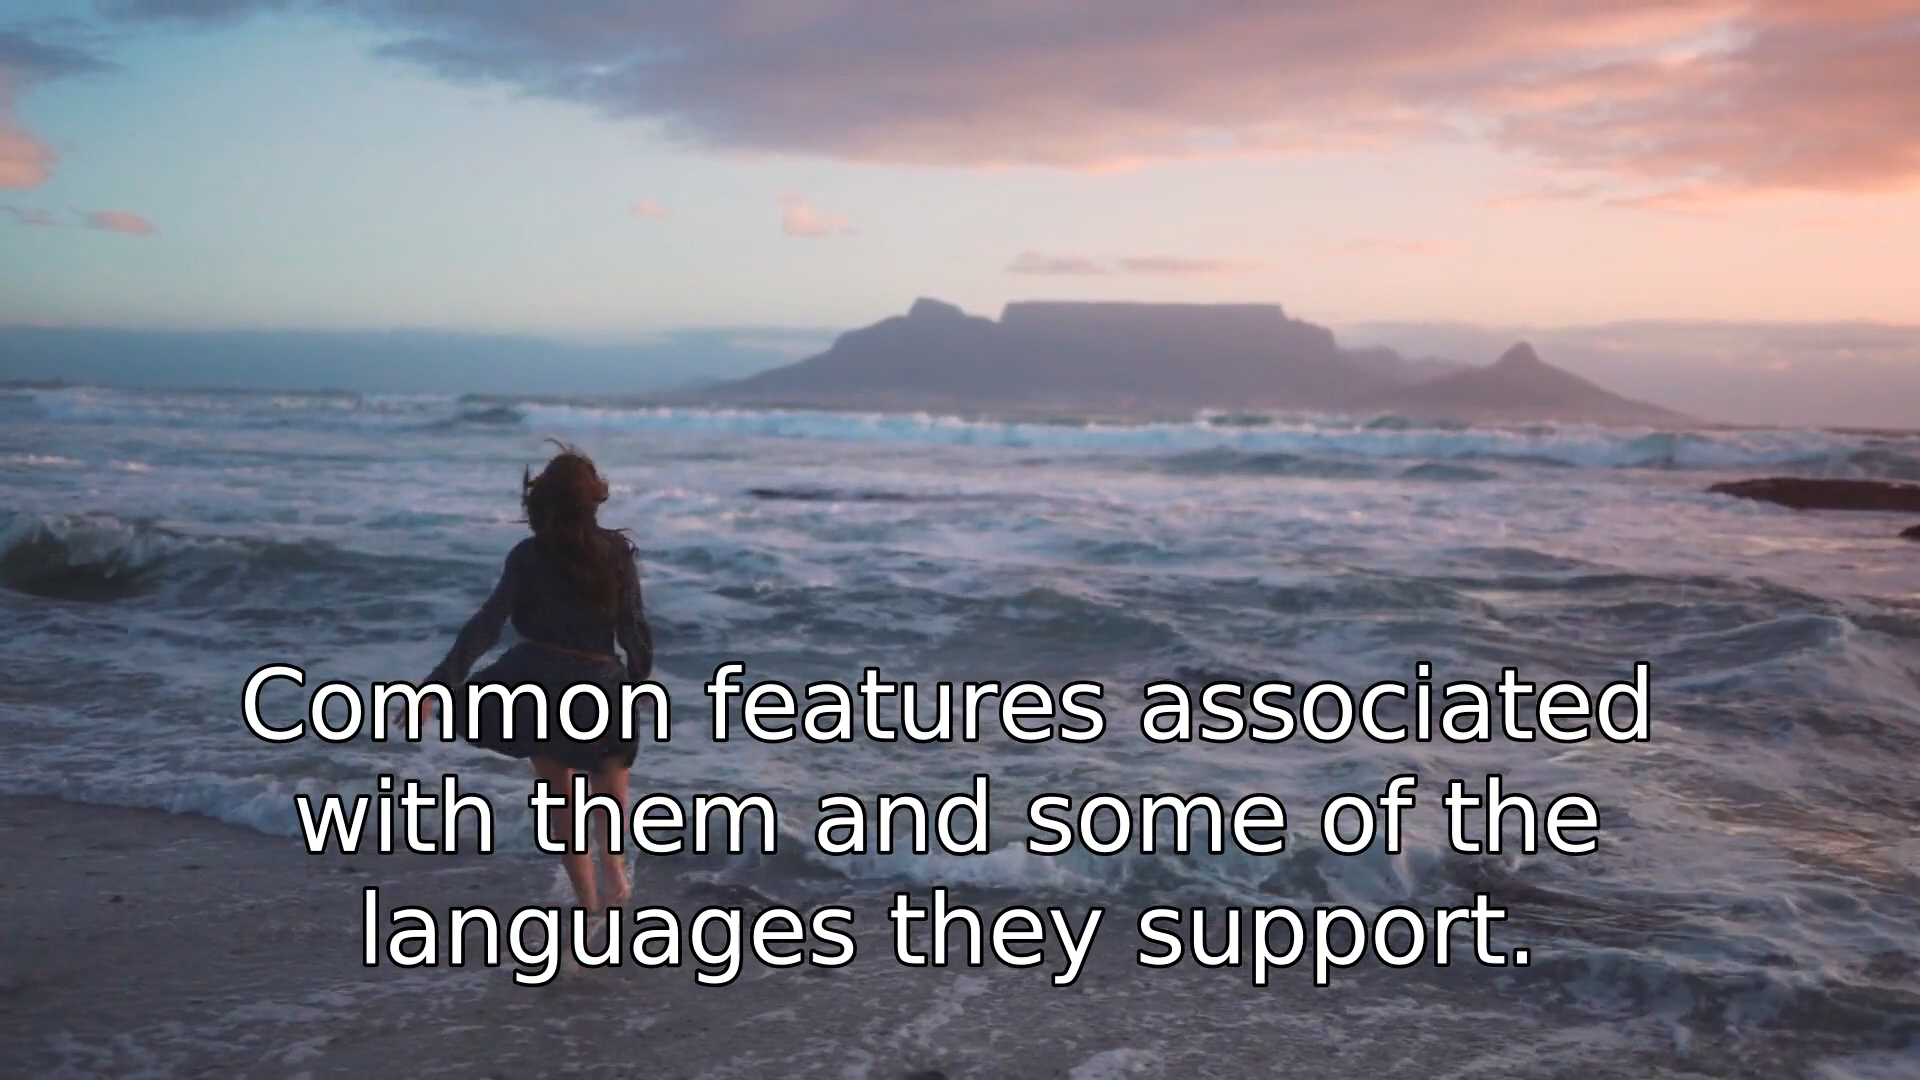 Common features associated
with them and some of the
languages they support.